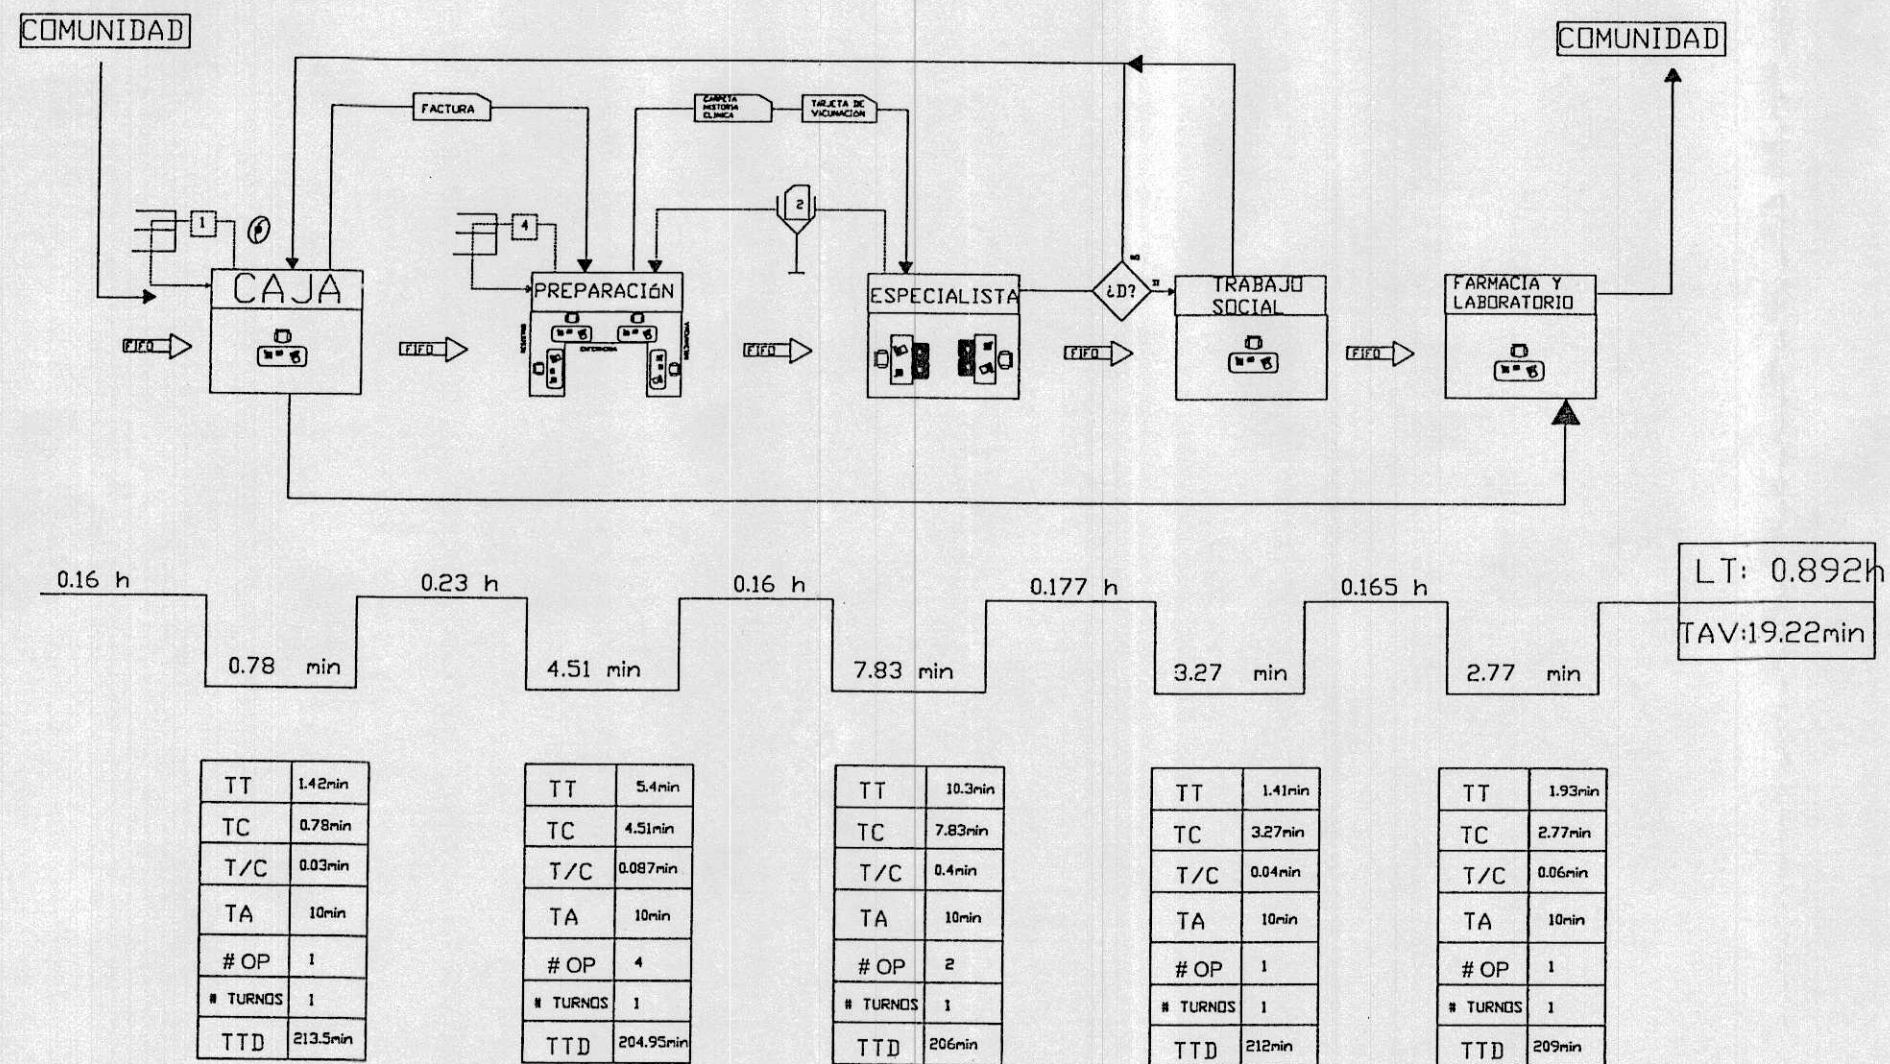 COMUNIDAD
COMUNIDAD
FACTURA
CARPETA
HISTORIA
CLINICA
TARJETA DE
VACUNACION
1
4
2
NO
SI
CAJA
PREPARACIÓN
ESPECIALISTA
¿D?
TRABAJO
SOCIAL
FARMACIA Y
LABORATORIO
ENFERMERIA
VACUNACION
FIFO
FIFO
FIFO
FIFO
FIFO
0.16 h
0.23 h
0.16 h
0.177 h
0.165 h
LT: 0.892h
TAV:19.22min
0.78 min
4.51 min
7.83 min
3.27 min
2.77 min
TT 1.42min
TC 0.78min
T/C 0.03min
TA 10min
# OP 1
# TURNOS 1
TTD 213.5min
TT 5.4min
TC 4.51min
T/C 0.087min
TA 10min
# OP 4
# TURNOS 1
TTD 204.95min
TT 10.3min
TC 7.83min
T/C 0.4min
TA 10min
# OP 2
# TURNOS 1
TTD 206min
TT 1.41min
TC 3.27min
T/C 0.04min
TA 10min
# OP 1
# TURNOS 1
TTD 212min
TT 1.93min
TC 2.77min
T/C 0.06min
TA 10min
# OP 1
# TURNOS 1
TTD 209min